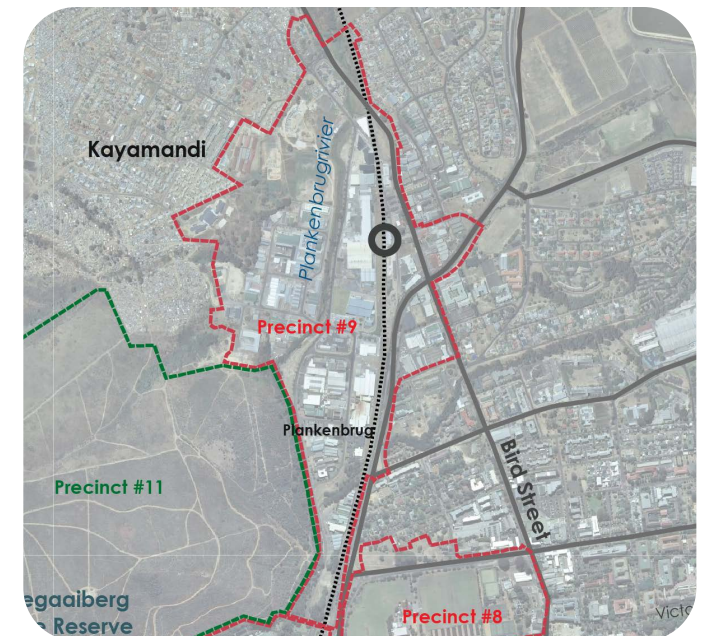 Kayamandi
Plankenbrugrivier
Precinct #9
Plankenbrug
Bird Street
Precinct #11
egaaiberg
e Reserve
Precinct #8
Victo